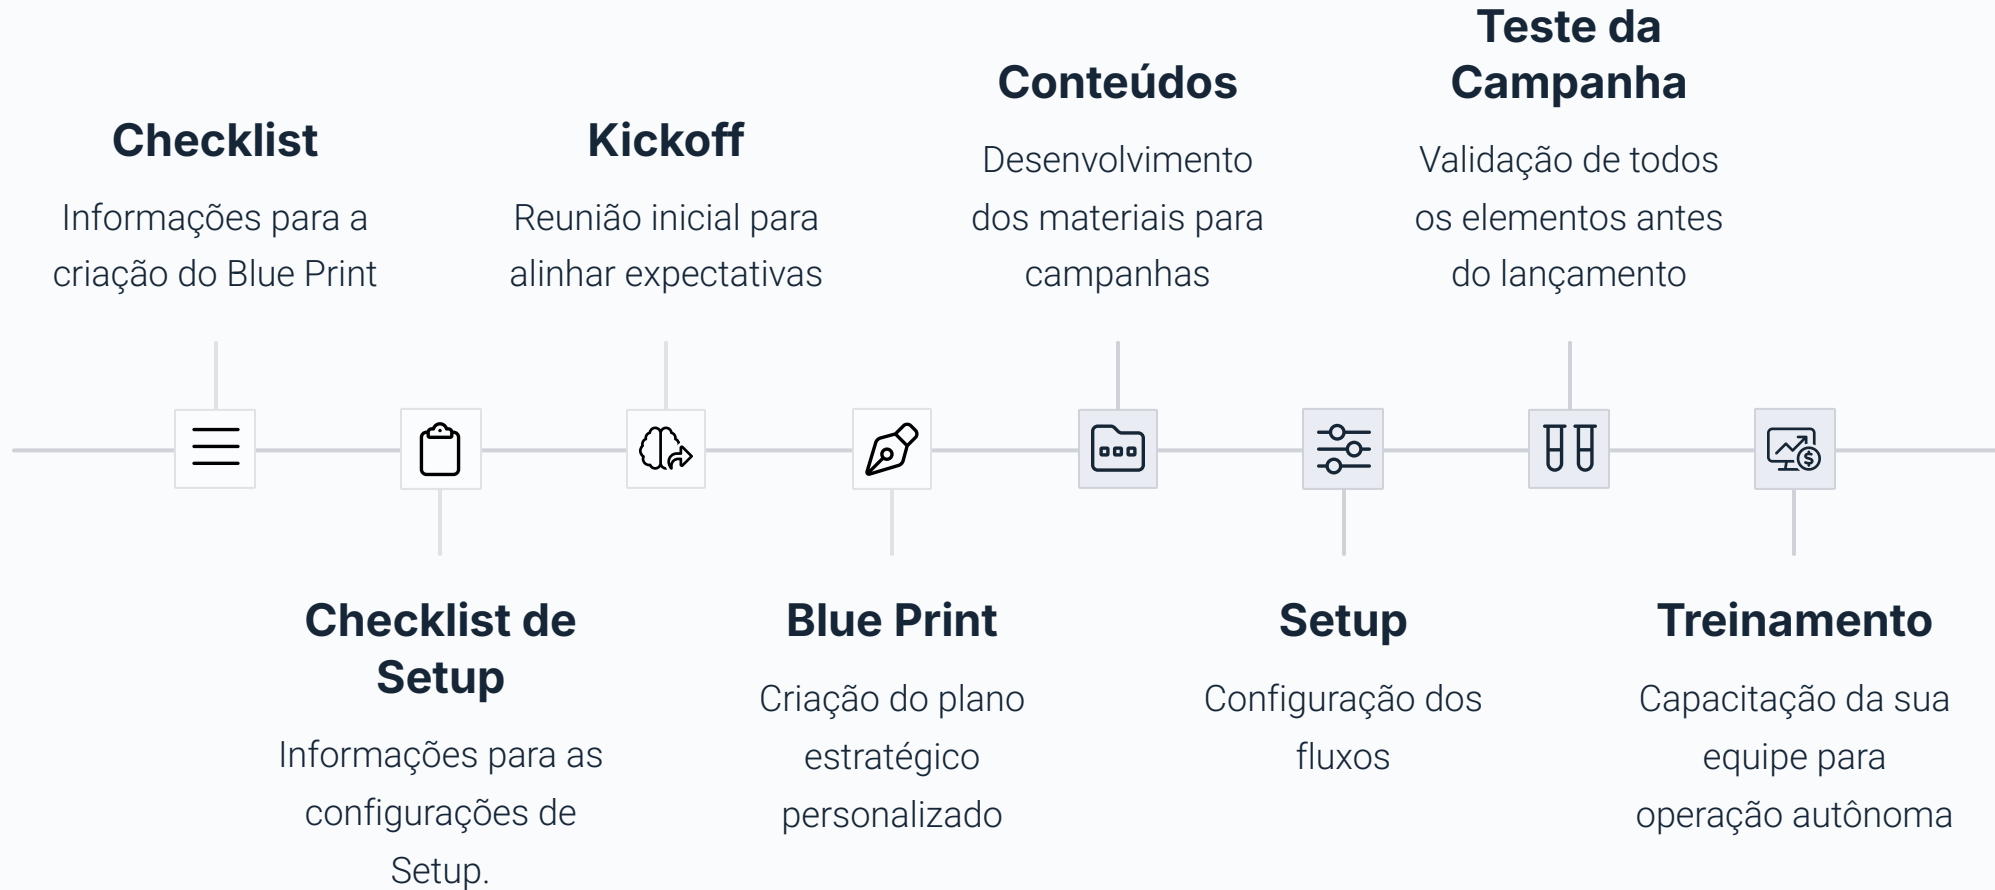 Checklist
Informações para a
criação do Blue Print
Checklist de
Setup
Informações para as
configurações de
Setup.
Kickoff
Reunião inicial para
alinhar expectativas
Blue Print
Criação do plano
estratégico
personalizado
Conteúdos
Desenvolvimento
dos materiais para
campanhas
Setup
Configuração dos
fluxos
Teste da
Campanha
Validação de todos
os elementos antes
do lançamento
Treinamento
Capacitação da sua
equipe para
operação autônoma